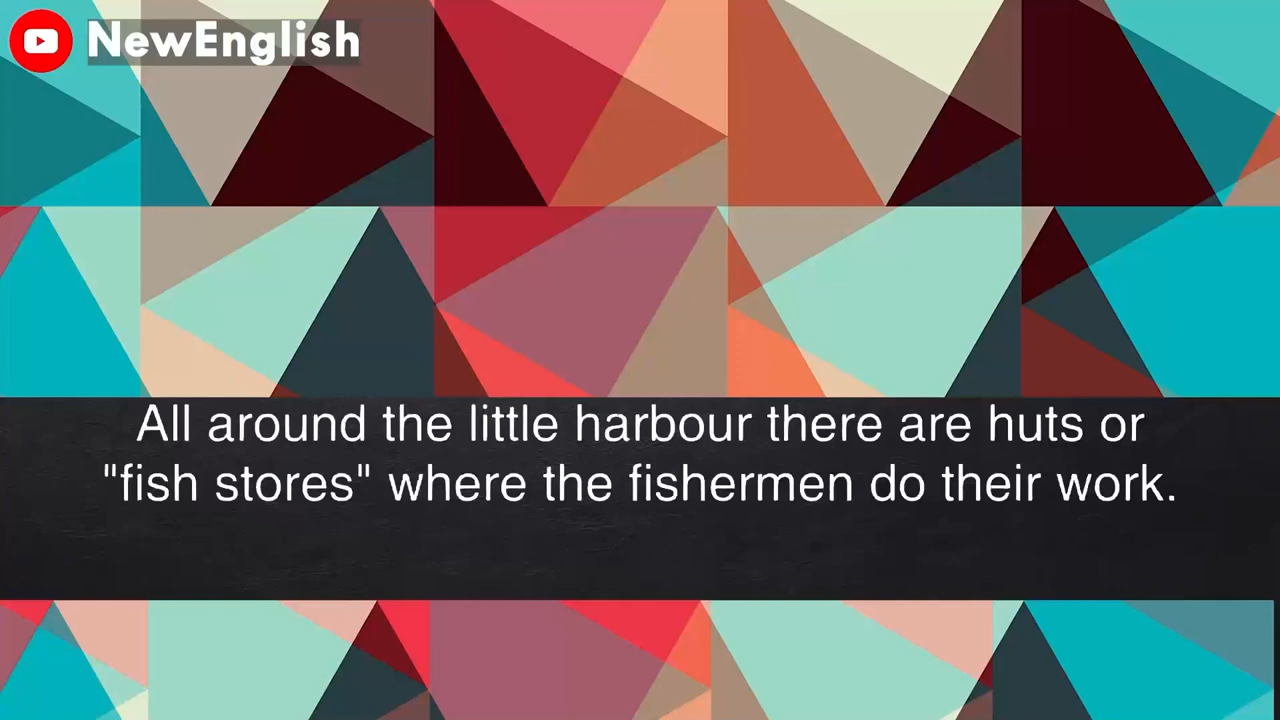 NewEnglish
All around the little harbour there are huts or
"fish stores" where the fishermen do their work.